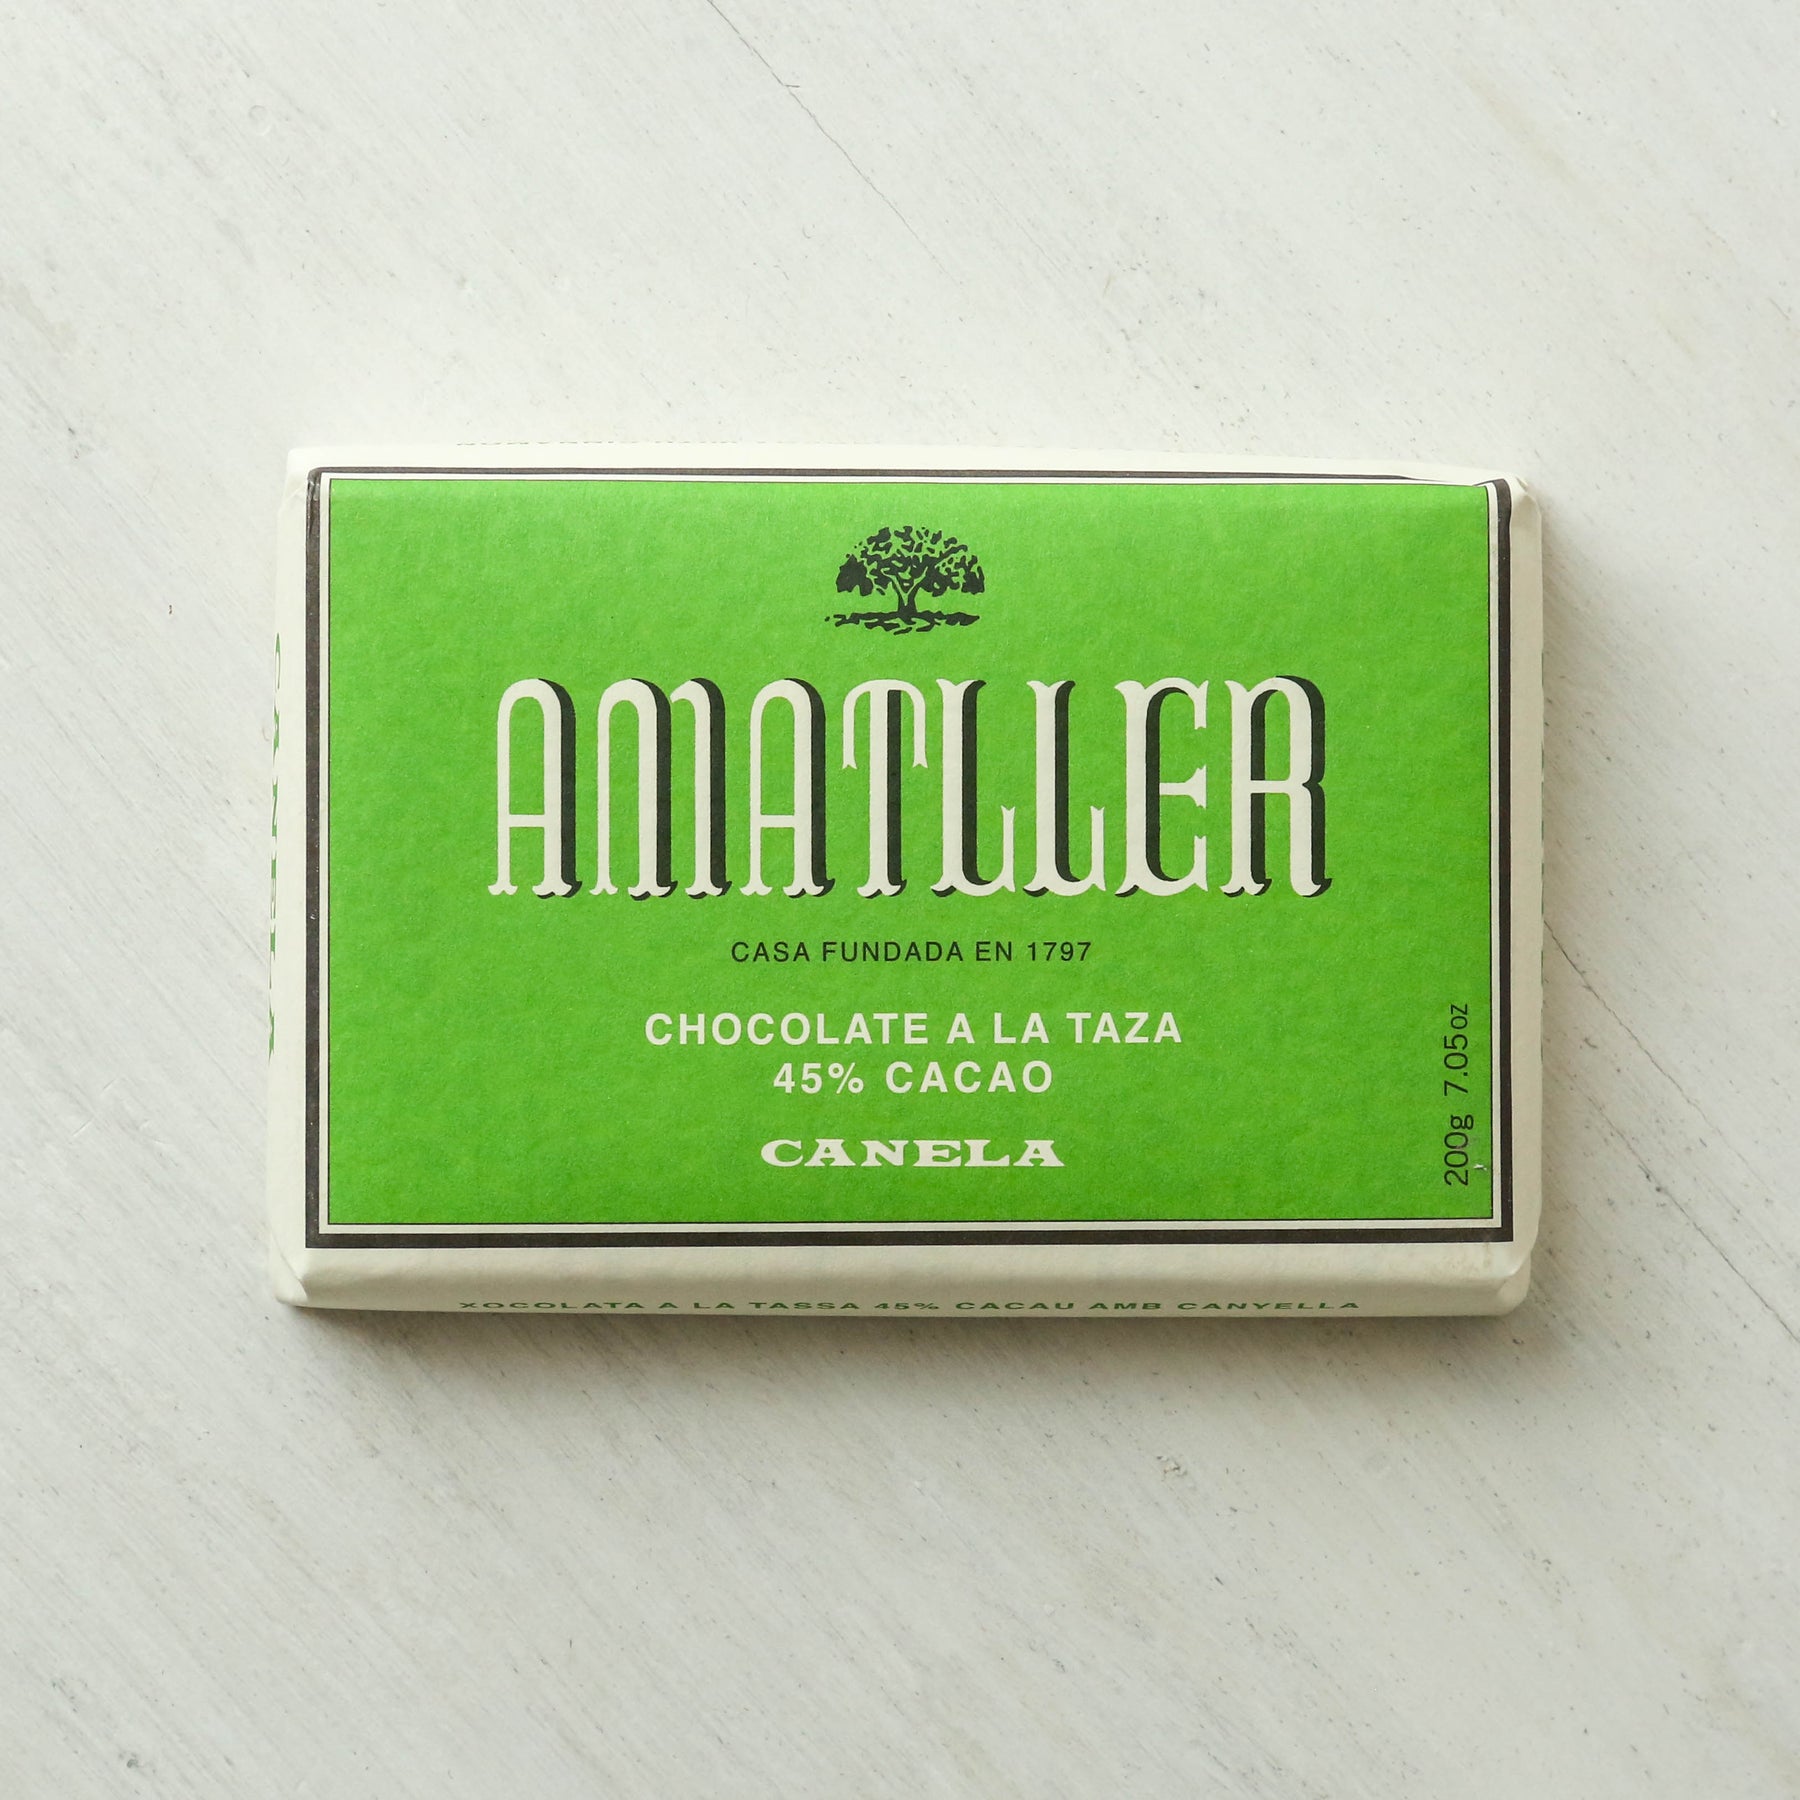 AMATLLER
CASA FUNDADA EN 1797
CHOCOLATE A LA TAZA
45% CACAO
CANELA
200g 7.05oz
CANELA
XOCOLATA A LA TASSA 45% CACAU AMB CANYELLA